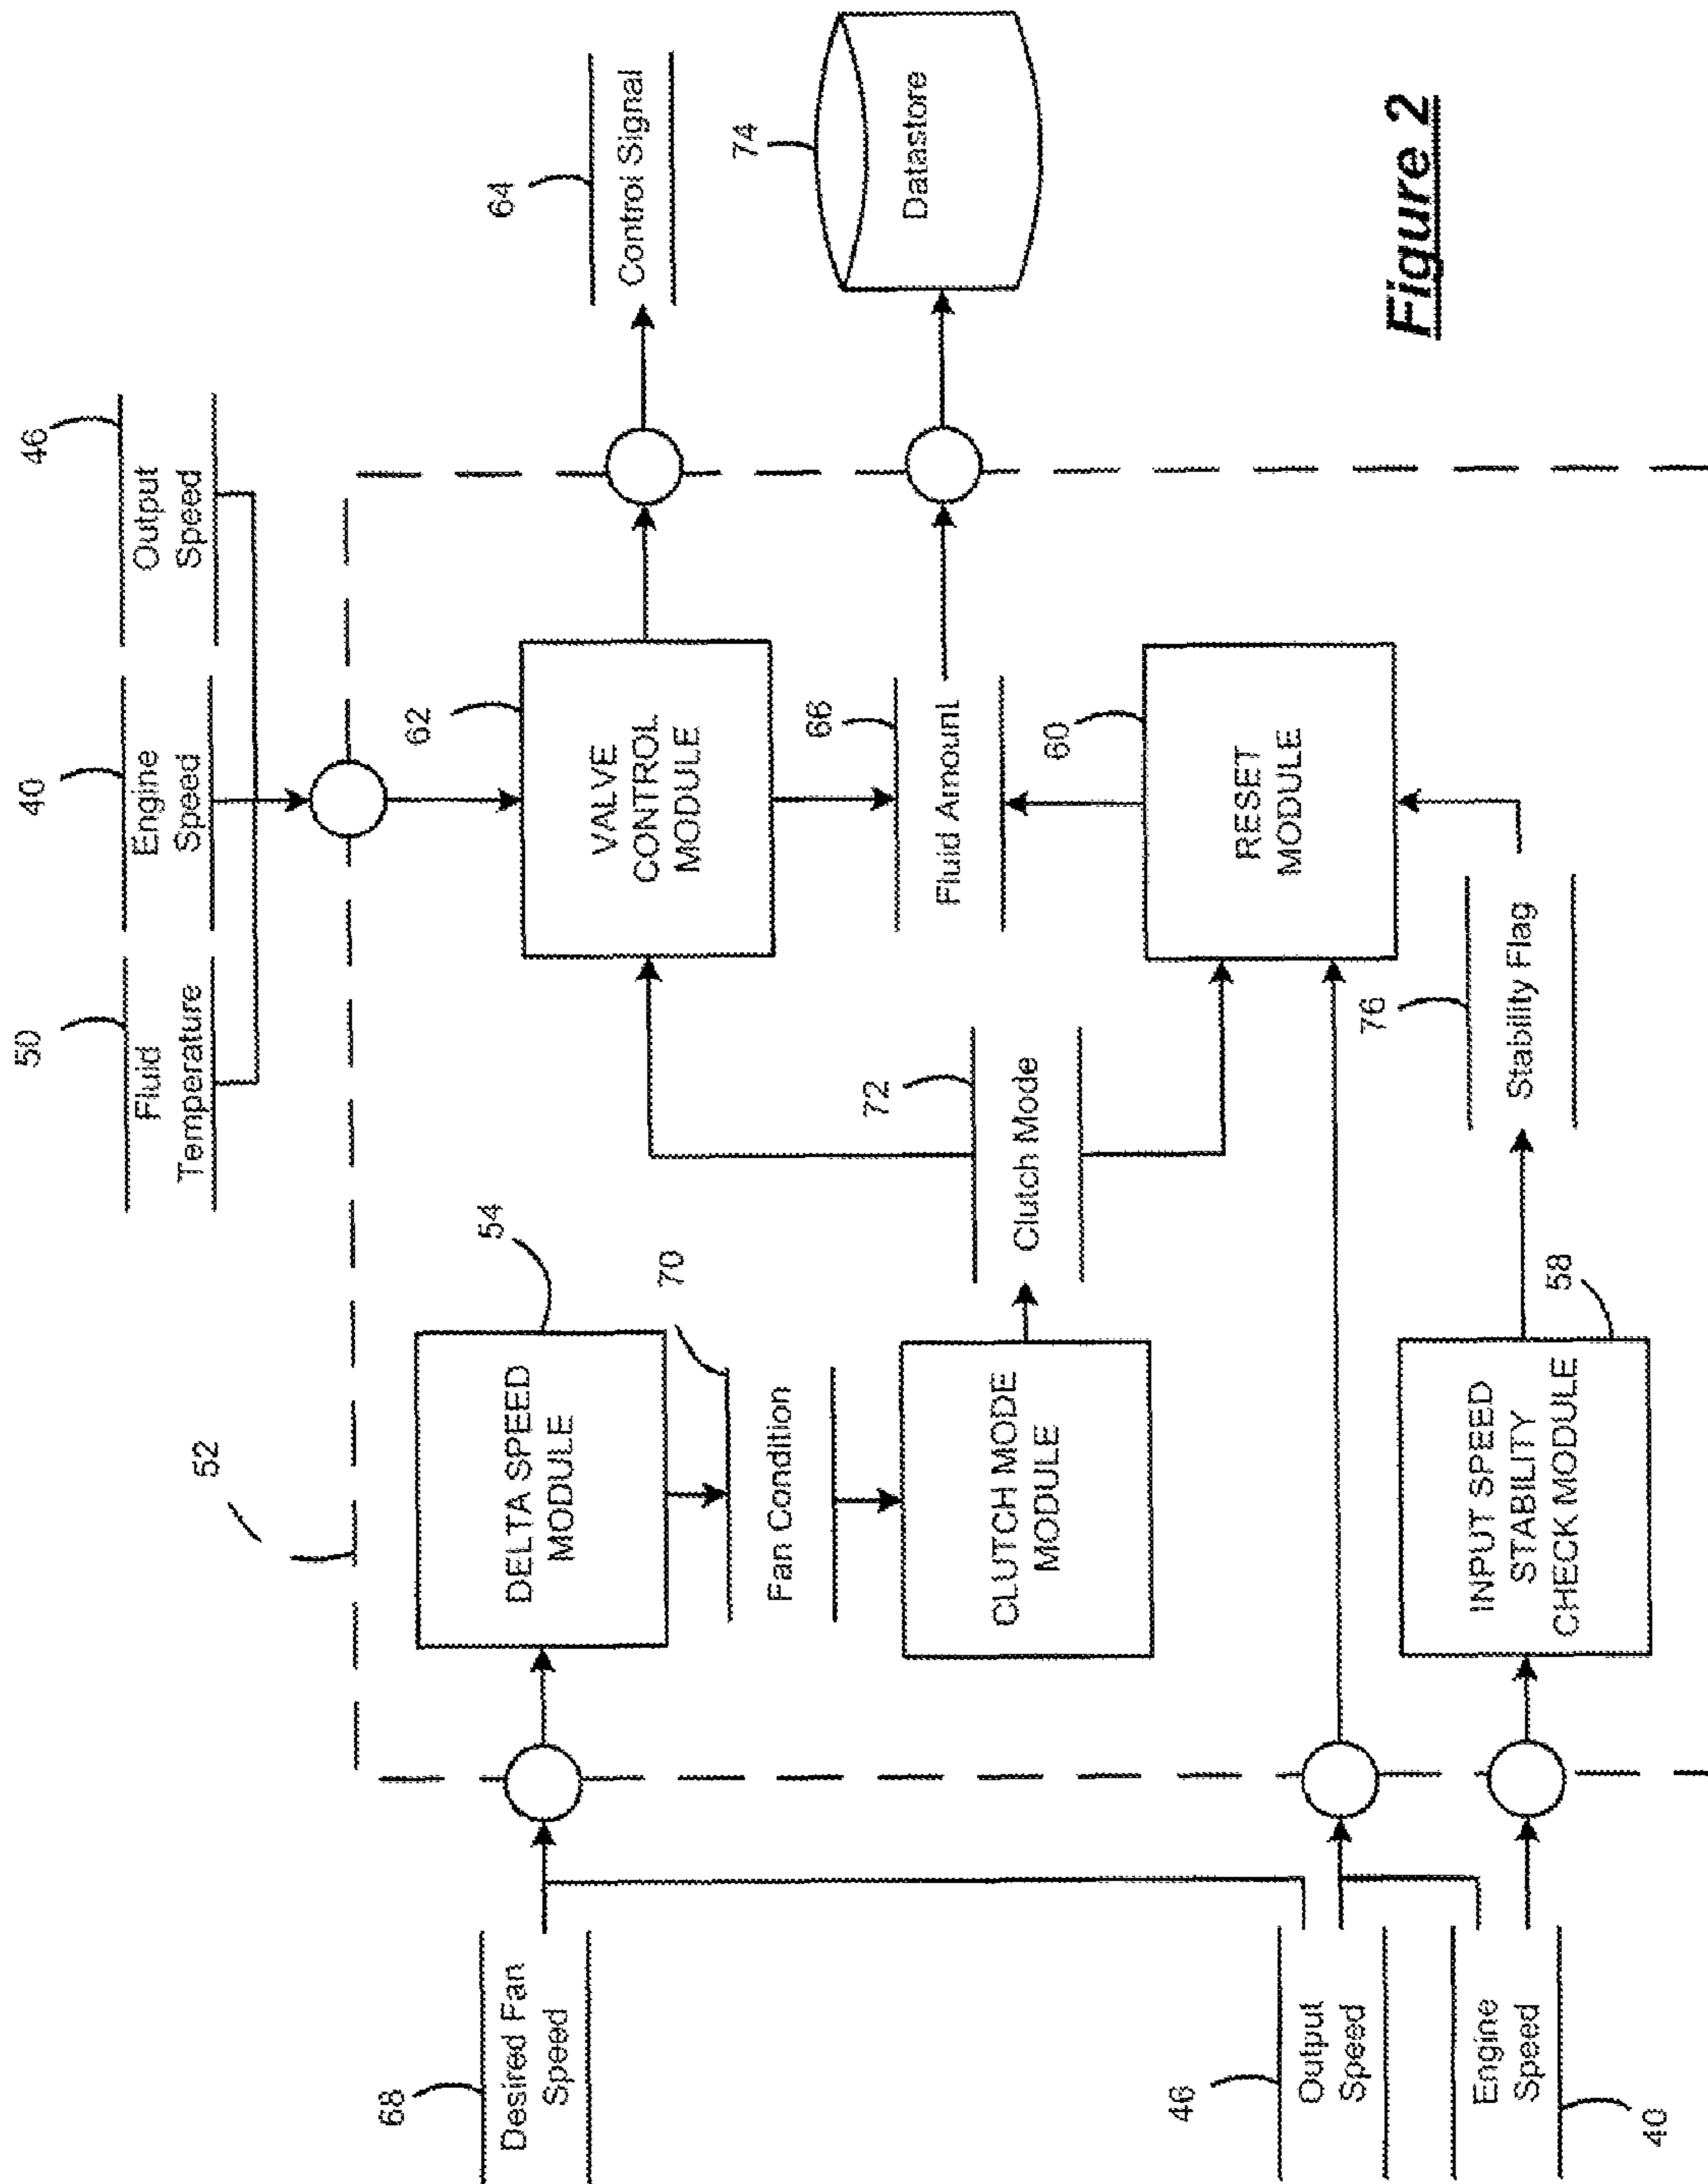 50
Fluid
Temperature
40
Engine
Speed
46
Output
Speed
52
54
DELTA SPEED
MODULE
62
VALVE
CONTROL
MODULE
64
Control Signal
68
Desired Fan
Speed
70
Fan Condition
CLUTCH MODE
MODULE
72
Clutch Mode
66
Fluid Amount
74
Datastore
60
RESET
MODULE
46
Output
Speed
Engine
Speed
40
INPUT SPEED
STABILITY
CHECK MODULE
58
76
Stability Flag
Figure 2